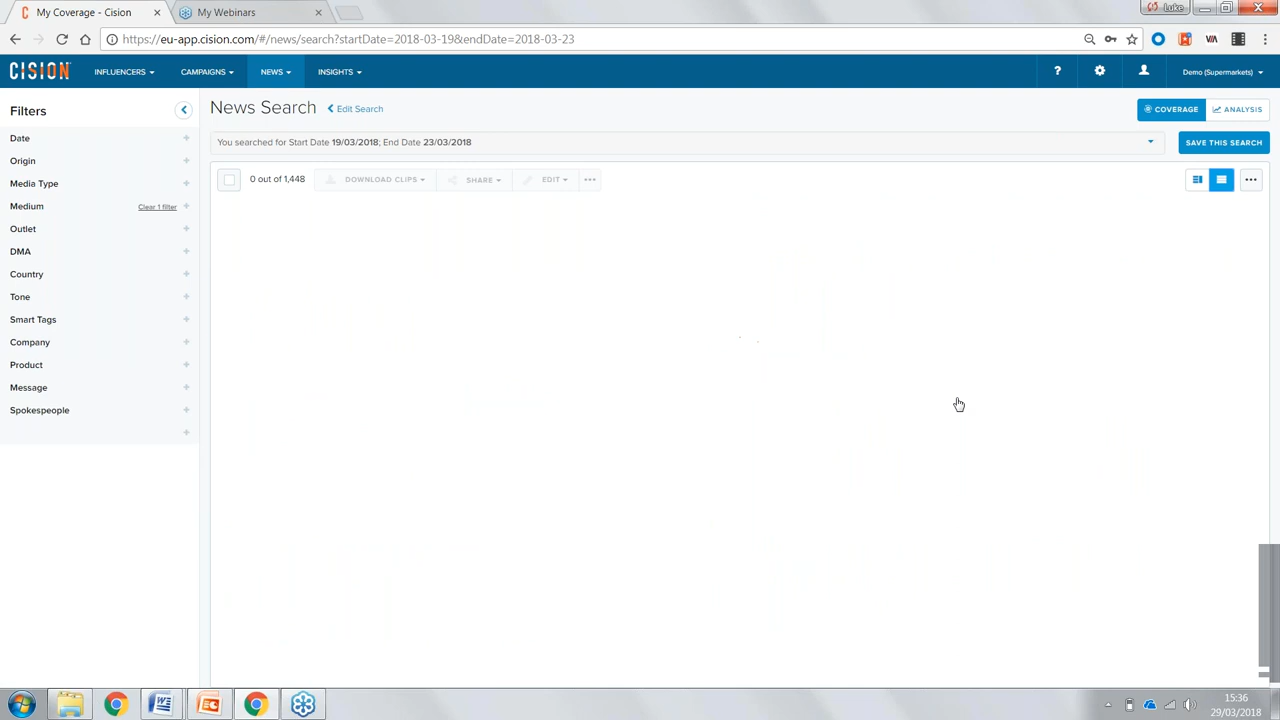 My Coverage - Cision
My Webinars
Luke
https://eu-app.cision.com/#/news/search?startDate=2018-03-19&endDate=2018-03-23
CISION
INFLUENCERS
CAMPAIGNS
NEWS
INSIGHTS
?
Demo (Supermarkets)
Filters
News Search
Edit Search
COVERAGE
ANALYSIS
Date
You searched for Start Date 19/03/2018; End Date 23/03/2018
SAVE THIS SEARCH
Origin
Media Type
0 out of 1,448
DOWNLOAD CLIPS
SHARE
EDIT
Medium
Clear 1 filter
Outlet
DMA
Country
Tone
Smart Tags
Company
Product
Message
Spokespeople
15:36
29/03/2018